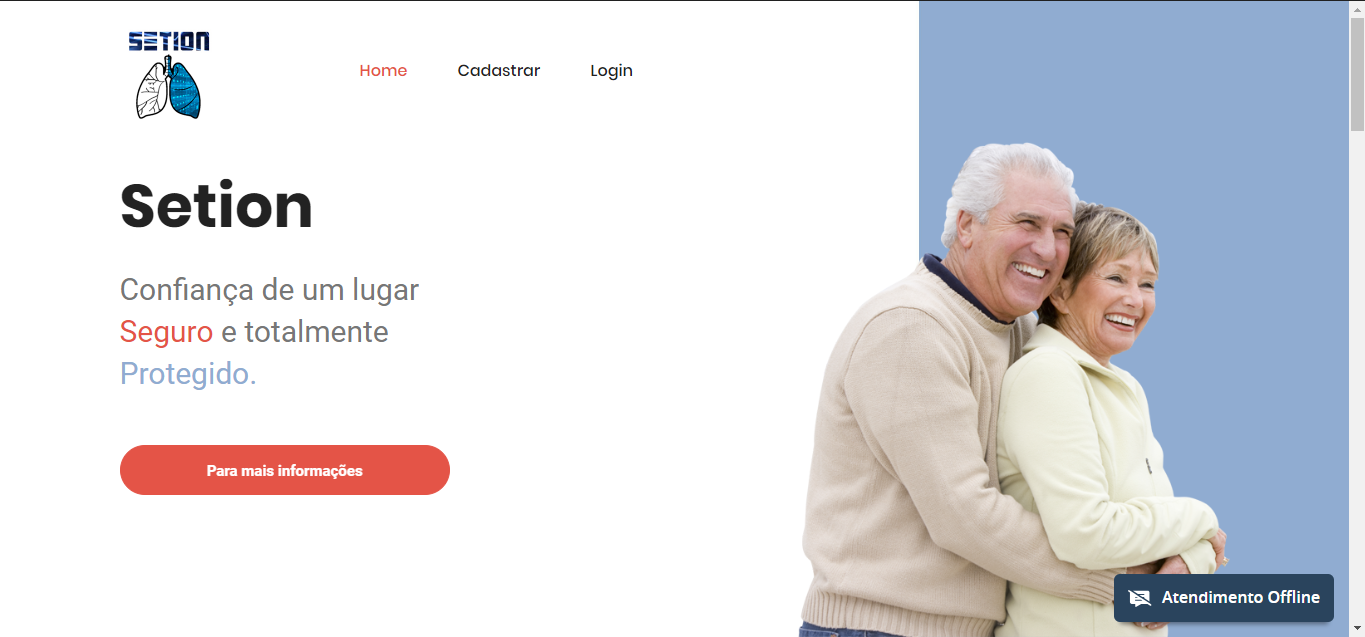 SETION
Home
Cadastrar
Login
Setion
Confiança de um lugar
Seguro e totalmente
Protegido.
Para mais informações
Atendimento Offline